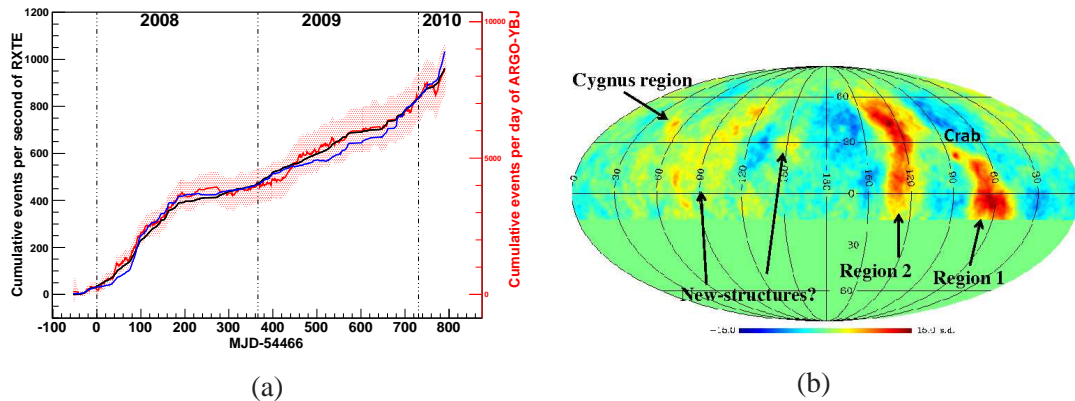 2008 2009 2010
1200
1000
800
600
400
200
0
Cumulative events per second of RXTE
10000
5000
0
Cumulative events per day of ARGO-YBJ
-100 0 100 200 300 400 500 600 700 800
MJD-54466
(a)
Cygnus region
Crab
60
30
0
30
60
-120
180
150
120
90
60
30
Region 2
Region 1
New-structures?
-15.0 15.0 s.d.
(b)